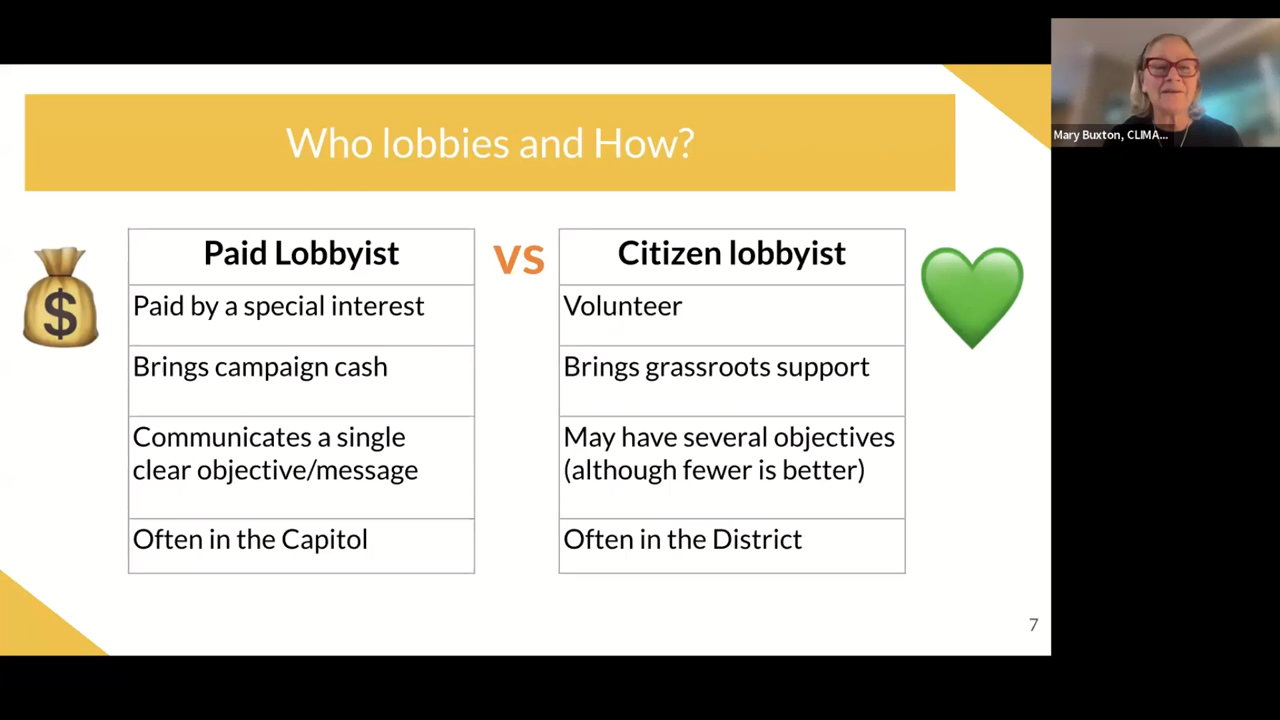 Who lobbies and How?
Paid Lobbyist
Paid by a special interest
Brings campaign cash
Communicates a single
clear objective/message
Often in the Capitol
vs
Citizen lobbyist
Volunteer
Brings grassroots support
May have several objectives
(although fewer is better)
Often in the District
$
7
Mary Buxton, CLIMA...